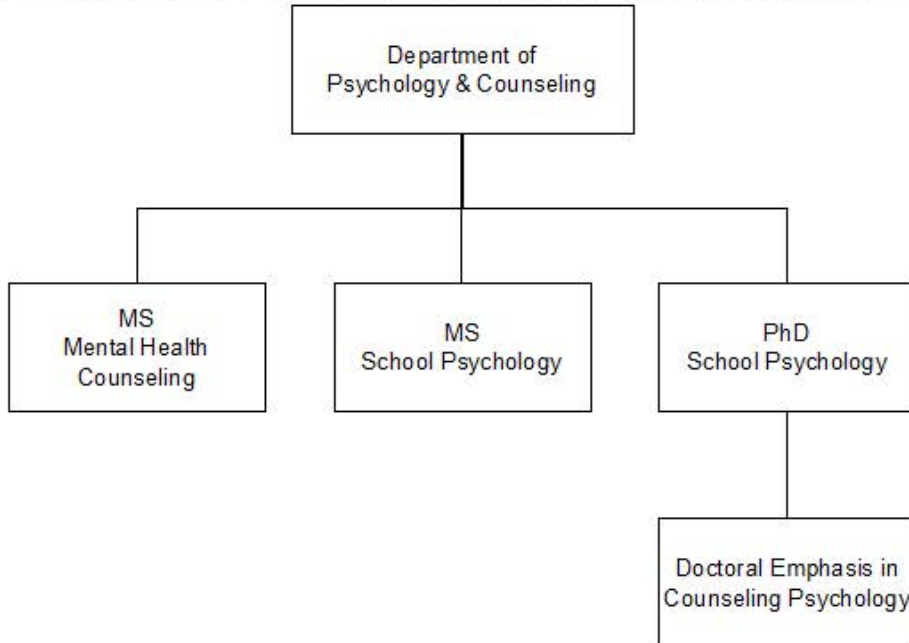 Department of
Psychology & Counseling
MS
Mental Health
Counseling
MS
School Psychology
PhD
School Psychology
Doctoral Emphasis in
Counseling Psychology